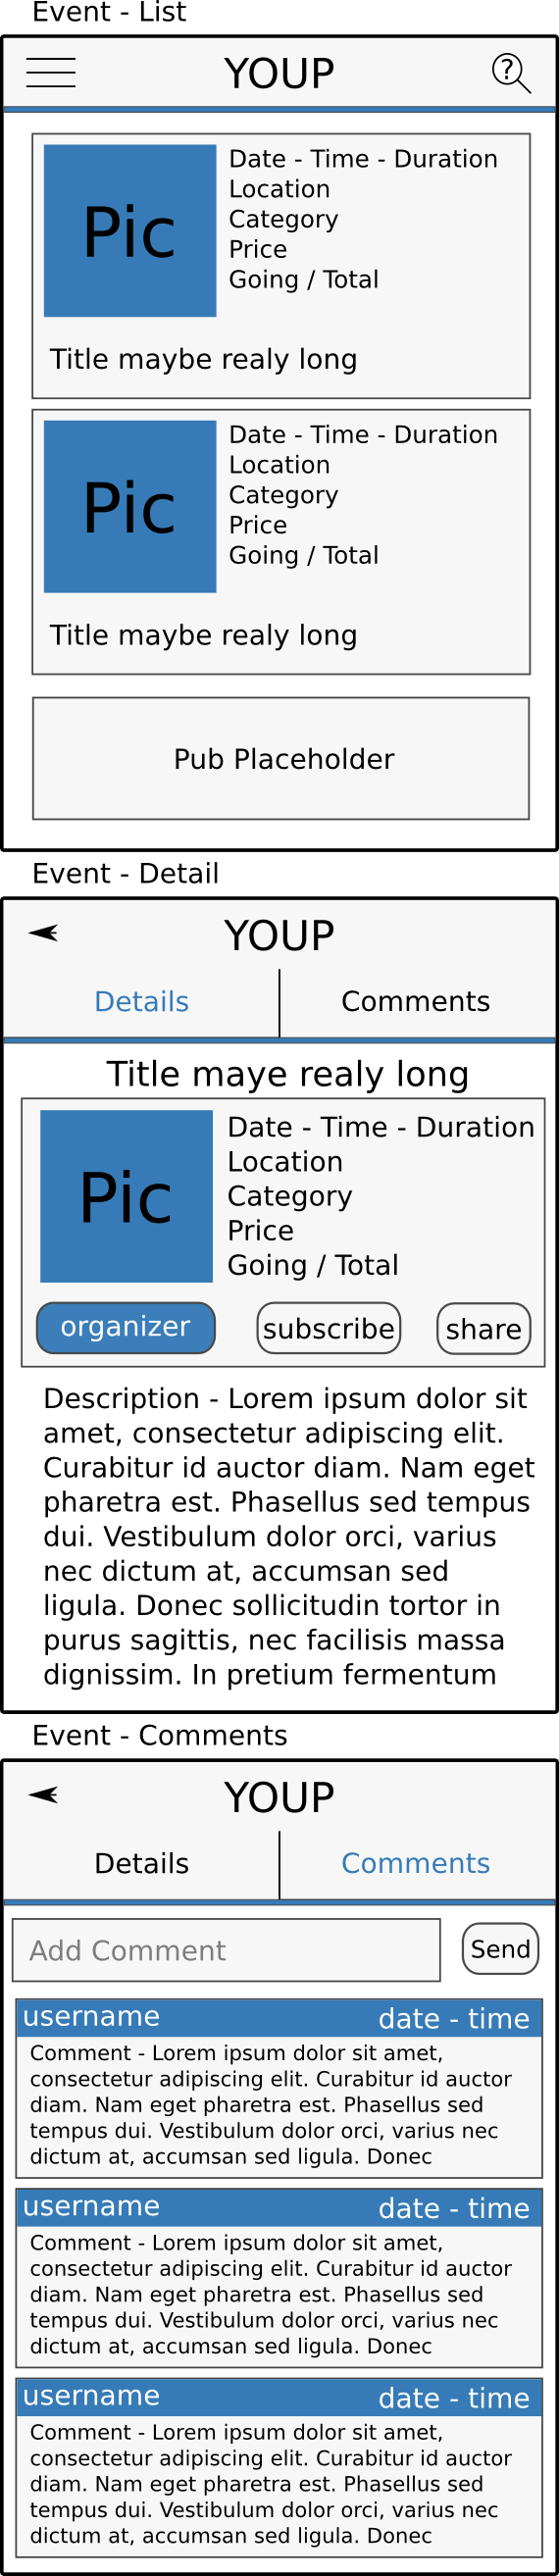 Event - List
YOUP
?
Pic
Date - Time - Duration
Location
Category
Price
Going / Total
Title maybe realy long
Pic
Date - Time - Duration
Location
Category
Price
Going / Total
Title maybe realy long
Pub Placeholder
Event - Detail
YOUP
Details
Comments
Title maye realy long
Pic
Date - Time - Duration
Location
Category
Price
Going / Total
organizer
subscribe
share
Description - Lorem ipsum dolor sit
amet, consectetur adipiscing elit.
Curabitur id auctor diam. Nam eget
pharetra est. Phasellus sed tempus
dui. Vestibulum dolor orci, varius
nec dictum at, accumsan sed
ligula. Donec sollicitudin tortor in
purus sagittis, nec facilisis massa
dignissim. In pretium fermentum
Event - Comments
YOUP
Details
Comments
Add Comment
Send
username
date - time
Comment - Lorem ipsum dolor sit amet,
consectetur adipiscing elit. Curabitur id auctor
diam. Nam eget pharetra est. Phasellus sed
tempus dui. Vestibulum dolor orci, varius nec
dictum at, accumsan sed ligula. Donec
username
date - time
Comment - Lorem ipsum dolor sit amet,
consectetur adipiscing elit. Curabitur id auctor
diam. Nam eget pharetra est. Phasellus sed
tempus dui. Vestibulum dolor orci, varius nec
dictum at, accumsan sed ligula. Donec
username
date - time
Comment - Lorem ipsum dolor sit amet,
consectetur adipiscing elit. Curabitur id auctor
diam. Nam eget pharetra est. Phasellus sed
tempus dui. Vestibulum dolor orci, varius nec
dictum at, accumsan sed ligula. Donec